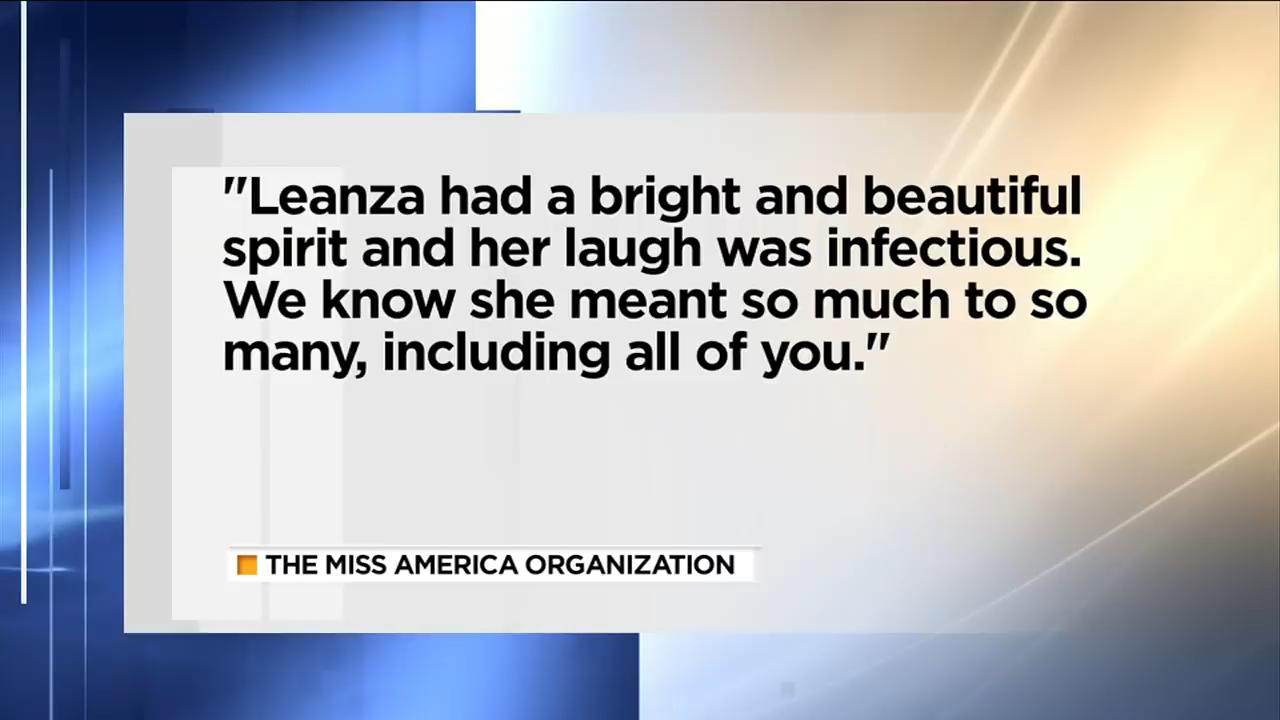 "Leanza had a bright and beautiful
spirit and her laugh was infectious.
We know she meant so much to so
many, including all of you."
THE MISS AMERICA ORGANIZATION